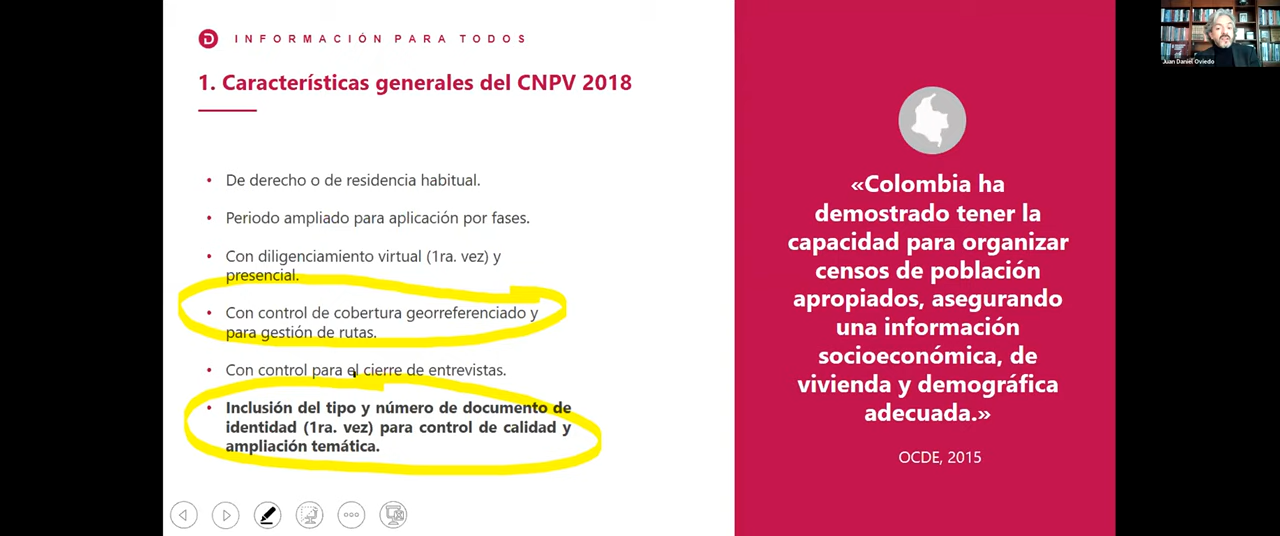 INFORMACIÓN PARA TODOS
1. Características generales del CNPV 2018
• De derecho o de residencia habitual.
• Periodo ampliado para aplicación por fases.
• Con diligenciamiento virtual (1ra. vez) y
presencial.
• Con control de cobertura georreferenciado y
para gestión de rutas.
• Con control para el cierre de entrevistas.
• Inclusión del tipo y número de documento de
identidad (1ra. vez) para control de calidad y
ampliación temática.
«Colombia ha
demostrado tener la
capacidad para organizar
censos de población
apropiados, asegurando
una información
socioeconómica, de
vivienda y demográfica
adecuada.»
OCDE, 2015
Juan Daniel Oviedo